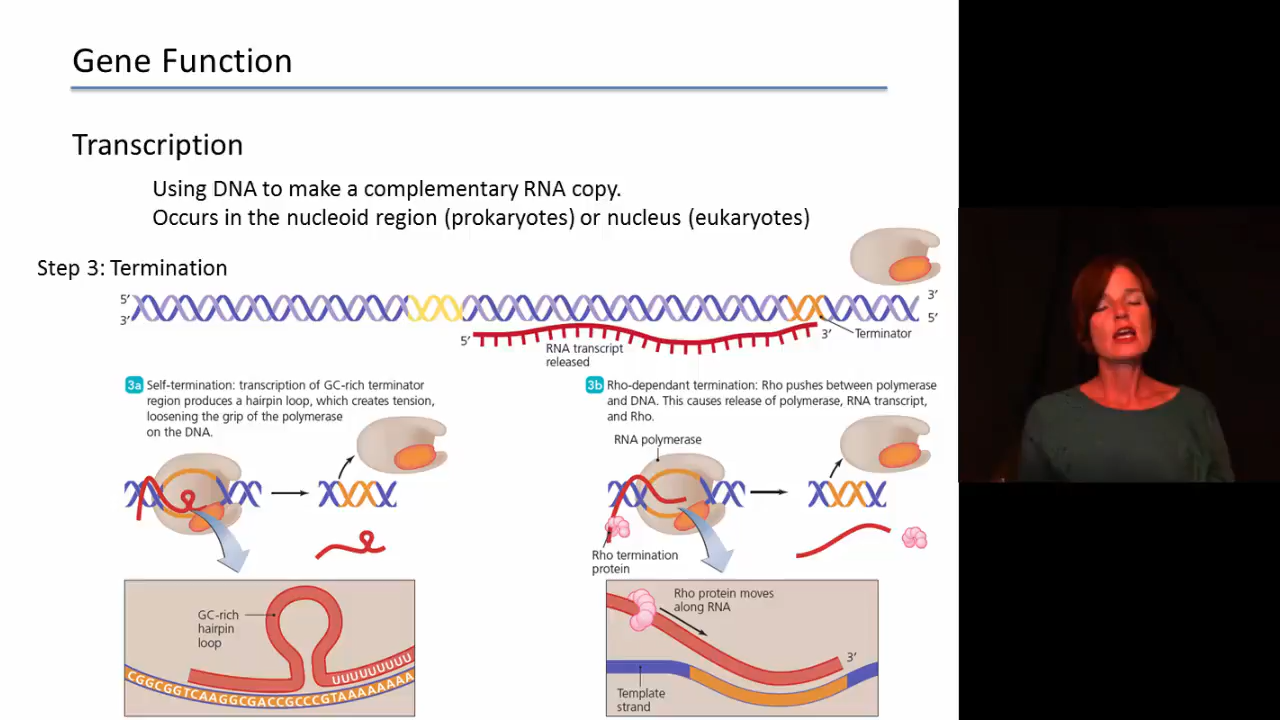 Gene Function
Transcription
Using DNA to make a complementary RNA copy.
Occurs in the nucleoid region (prokaryotes) or nucleus (eukaryotes)
Step 3: Termination
5′
3′
3′
5′
5′
RNA transcript
released
3′
Terminator
3a Self-termination: transcription of GC-rich terminator
region produces a hairpin loop, which creates tension,
loosening the grip of the polymerase
on the DNA.
3b Rho-dependant termination: Rho pushes between polymerase
and DNA. This causes release of polymerase, RNA transcript,
and Rho.
RNA polymerase
Rho termination
protein
GC-rich
hairpin
loop
UUUUUUUUU
CGGCGGTCAAGGCGACCGCCCGTAAAAAAAA
Rho protein moves
along RNA
3′
Template
strand